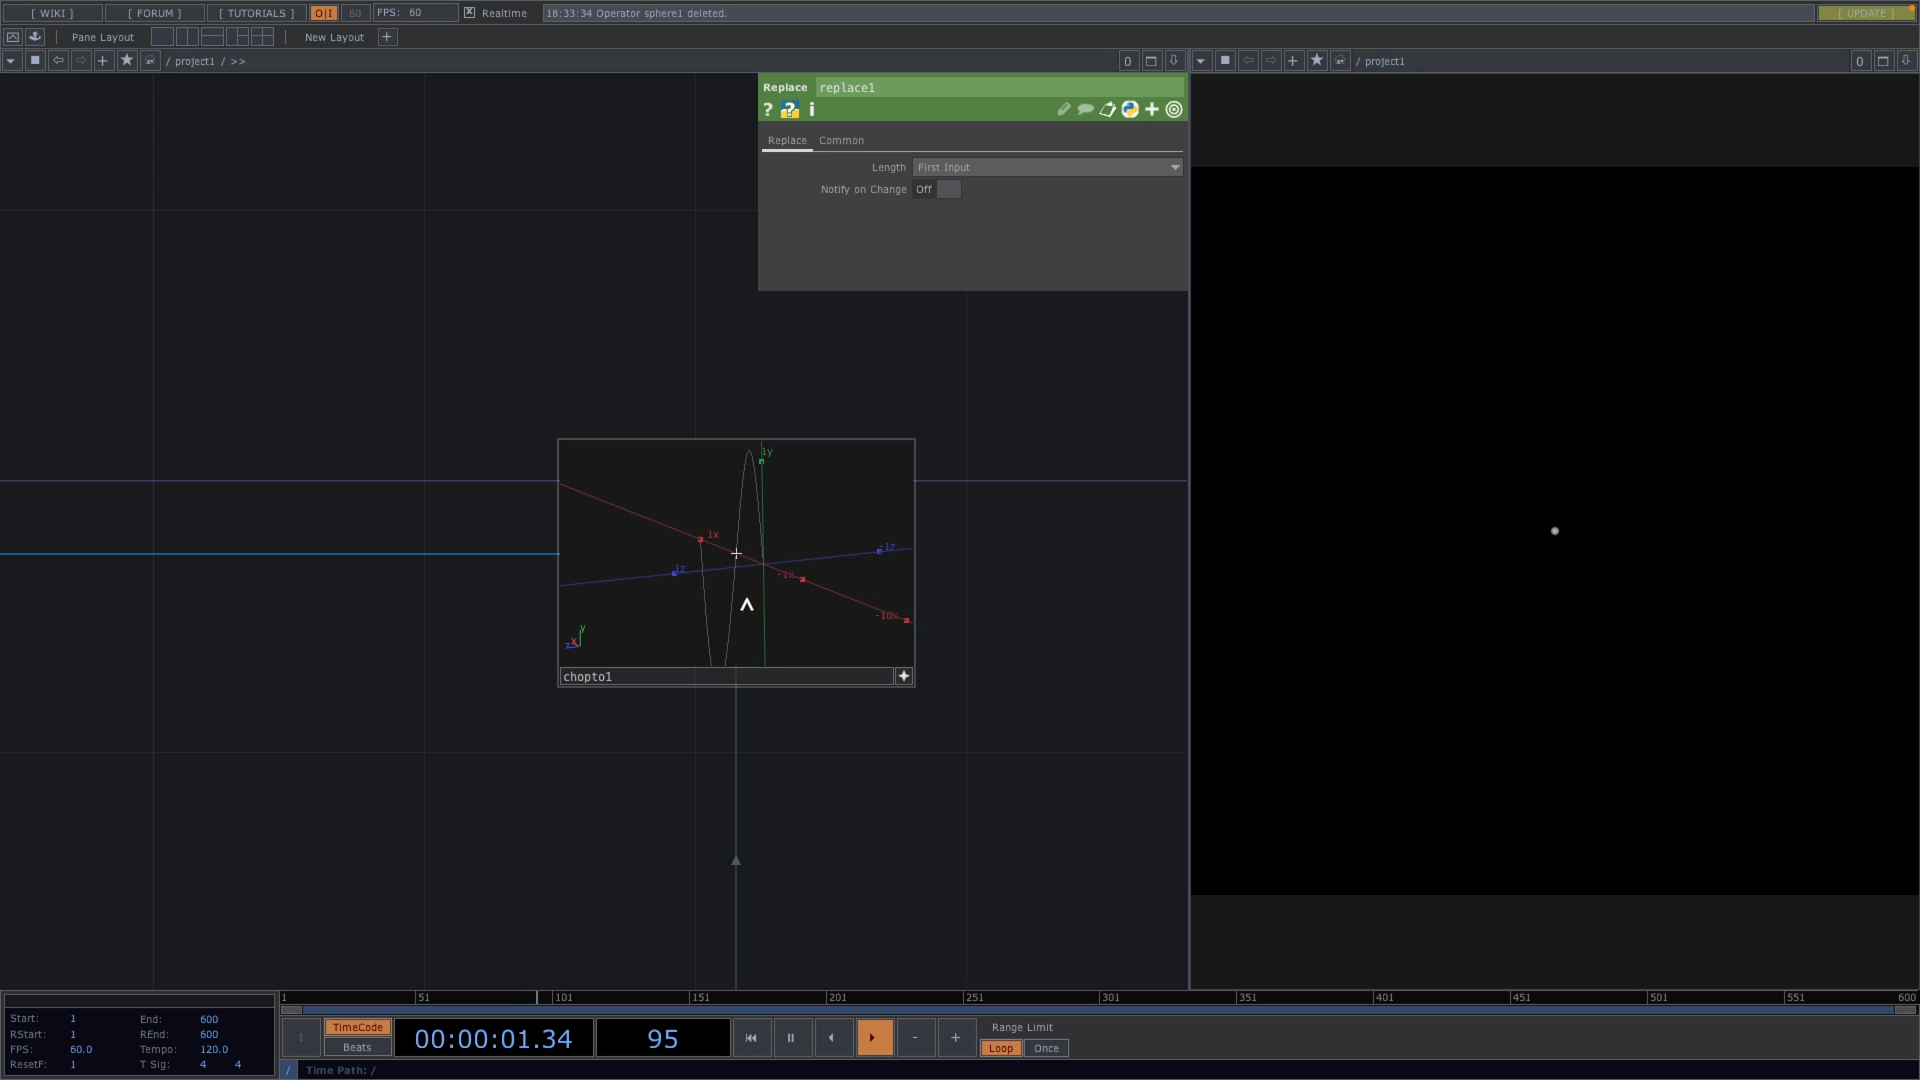 [ WIKI ] [ FORUM ] [ TUTORIALS ] O|I 60 FPS: 60 Realtime 18:33:34 Operator sphere1 deleted. [ UPDATE ]
Pane Layout New Layout +
/ project1 / >> 0 / project1 0
Replace replace1
? ? i
Replace Common
Length First Input
Notify on Change Off
1y
1x
-1z
1z
-1x
-10x
y
x
z
chopto1
1 51 101 151 201 251 301 351 401 451 501 551 600
Start: 1 End: 600
RStart: 1 REnd: 600
FPS: 60.0 Tempo: 120.0
ResetF: 1 T Sig: 4 4
I TimeCode 00:00:01.34 95 - + Range Limit
Beats Loop Once
/ Time Path: /